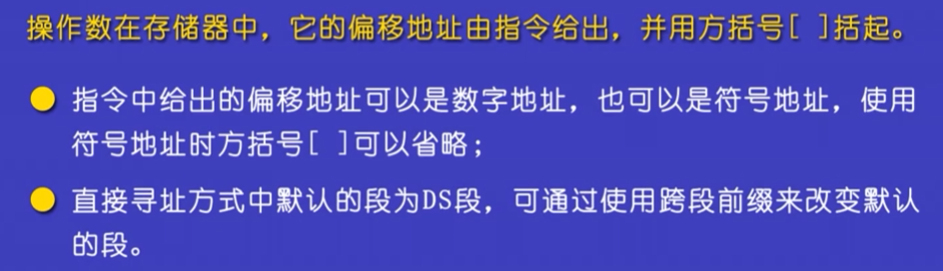 操作数在存储器中，它的偏移地址由指令给出，并用方括号[ ]括起。
指令中给出的偏移地址可以是数字地址，也可以是符号地址，使用
符号地址时方括号[ ]可以省略；
直接寻址方式中默认的段为DS段，可通过使用跨段前缀来改变默认
的段。